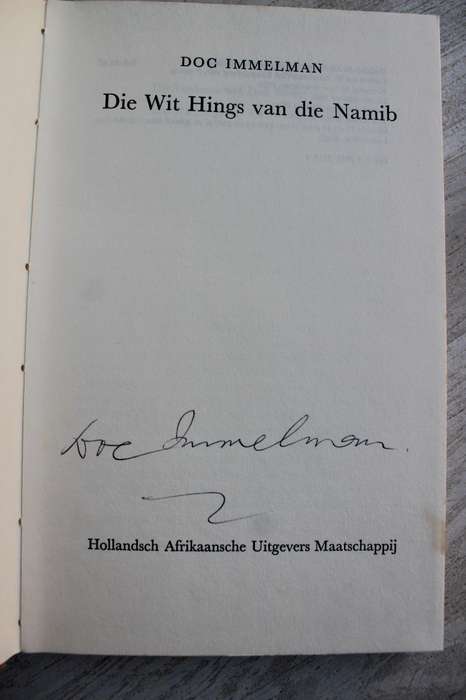 DOC IMMELMAN
Die Wit Hings van die Namib
Doc Immelman.
Hollandsch Afrikaansche Uitgevers Maatschappij